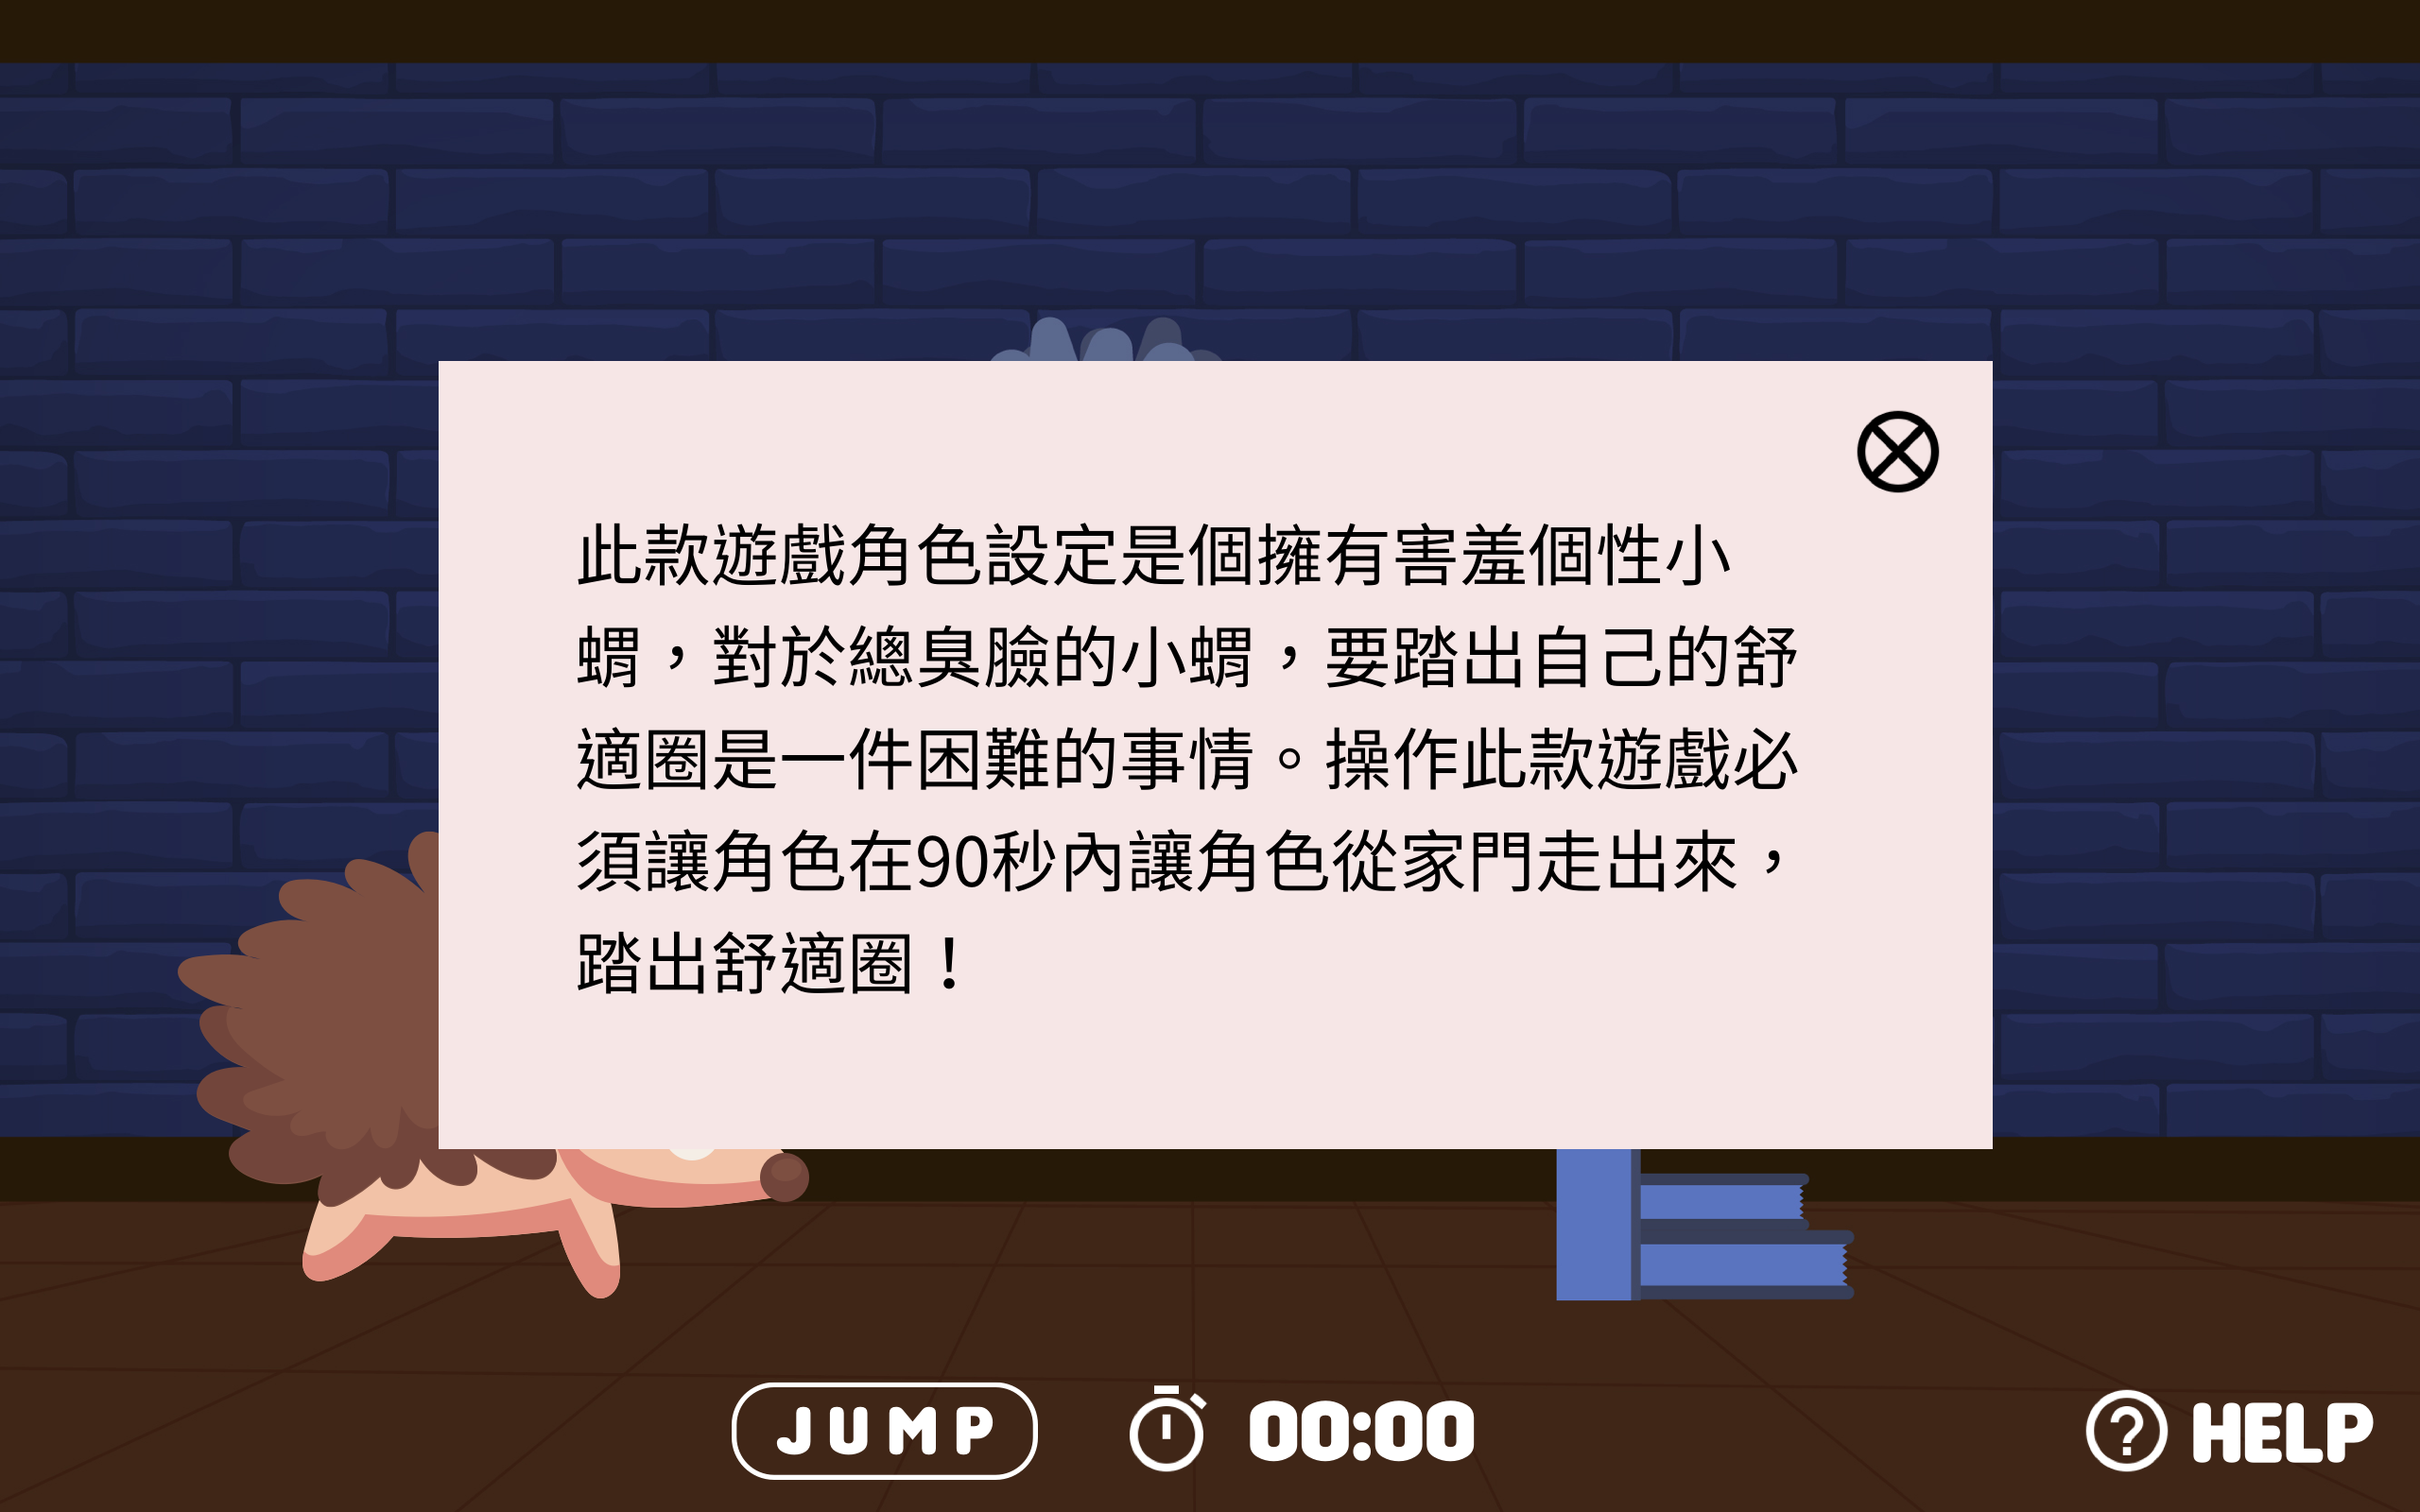 此款遊戲角色設定是個擁有害羞個性小
蟬，對於總臭臉的小蟬，要踏出自己的舒
適圈是一件困難的事情。操作此款遊戲必
須讓角色在90秒內讓角色從家門走出來，
踏出舒適圈！
JUMP
00:00
? HELP